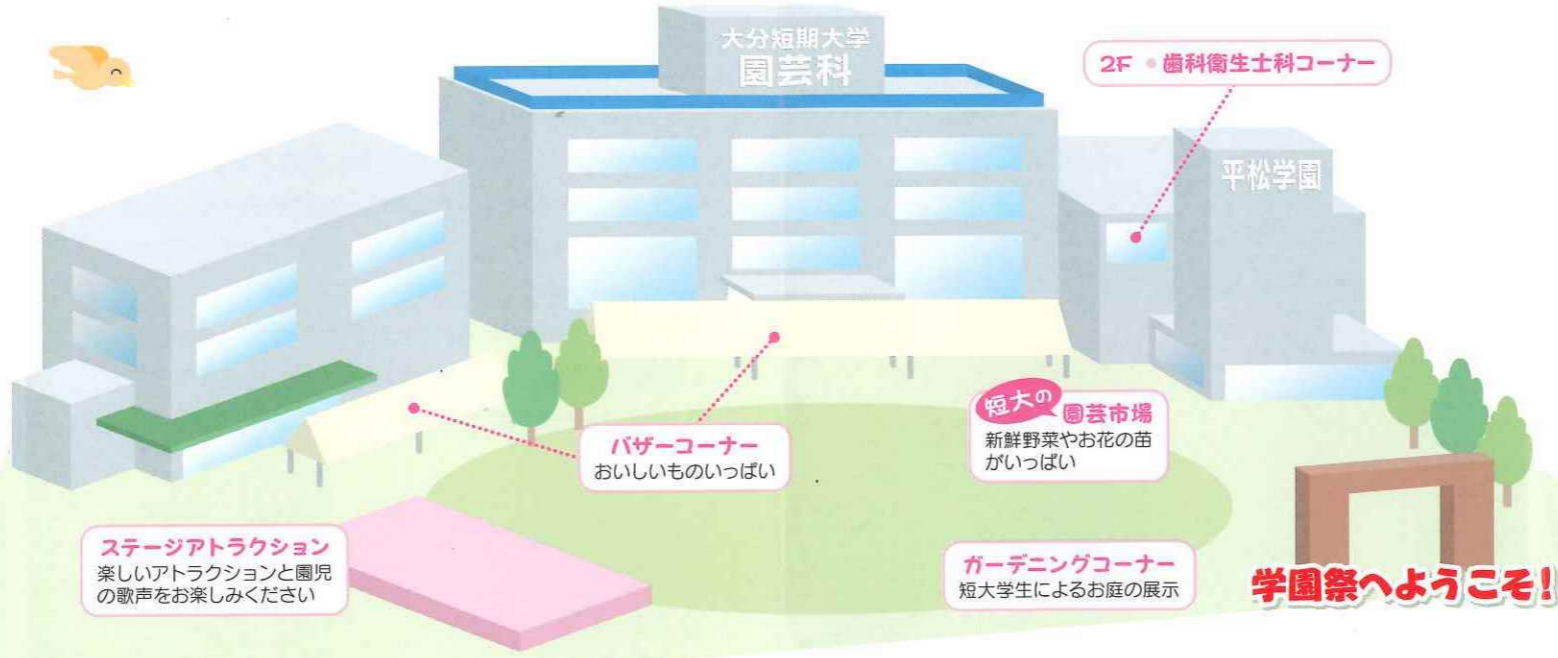 大分短期大学
園芸科
2F • 歯科衛生士科コーナー
平松学園
短大の
園芸市場
新鮮野菜やお花の苗
がいっぱい
バザーコーナー
おいしいものいっぱい
ステージアトラクション
楽しいアトラクションと園児
の歌声をお楽しみください
ガーデニングコーナー
短大学生によるお庭の展示
学園祭へようこそ!